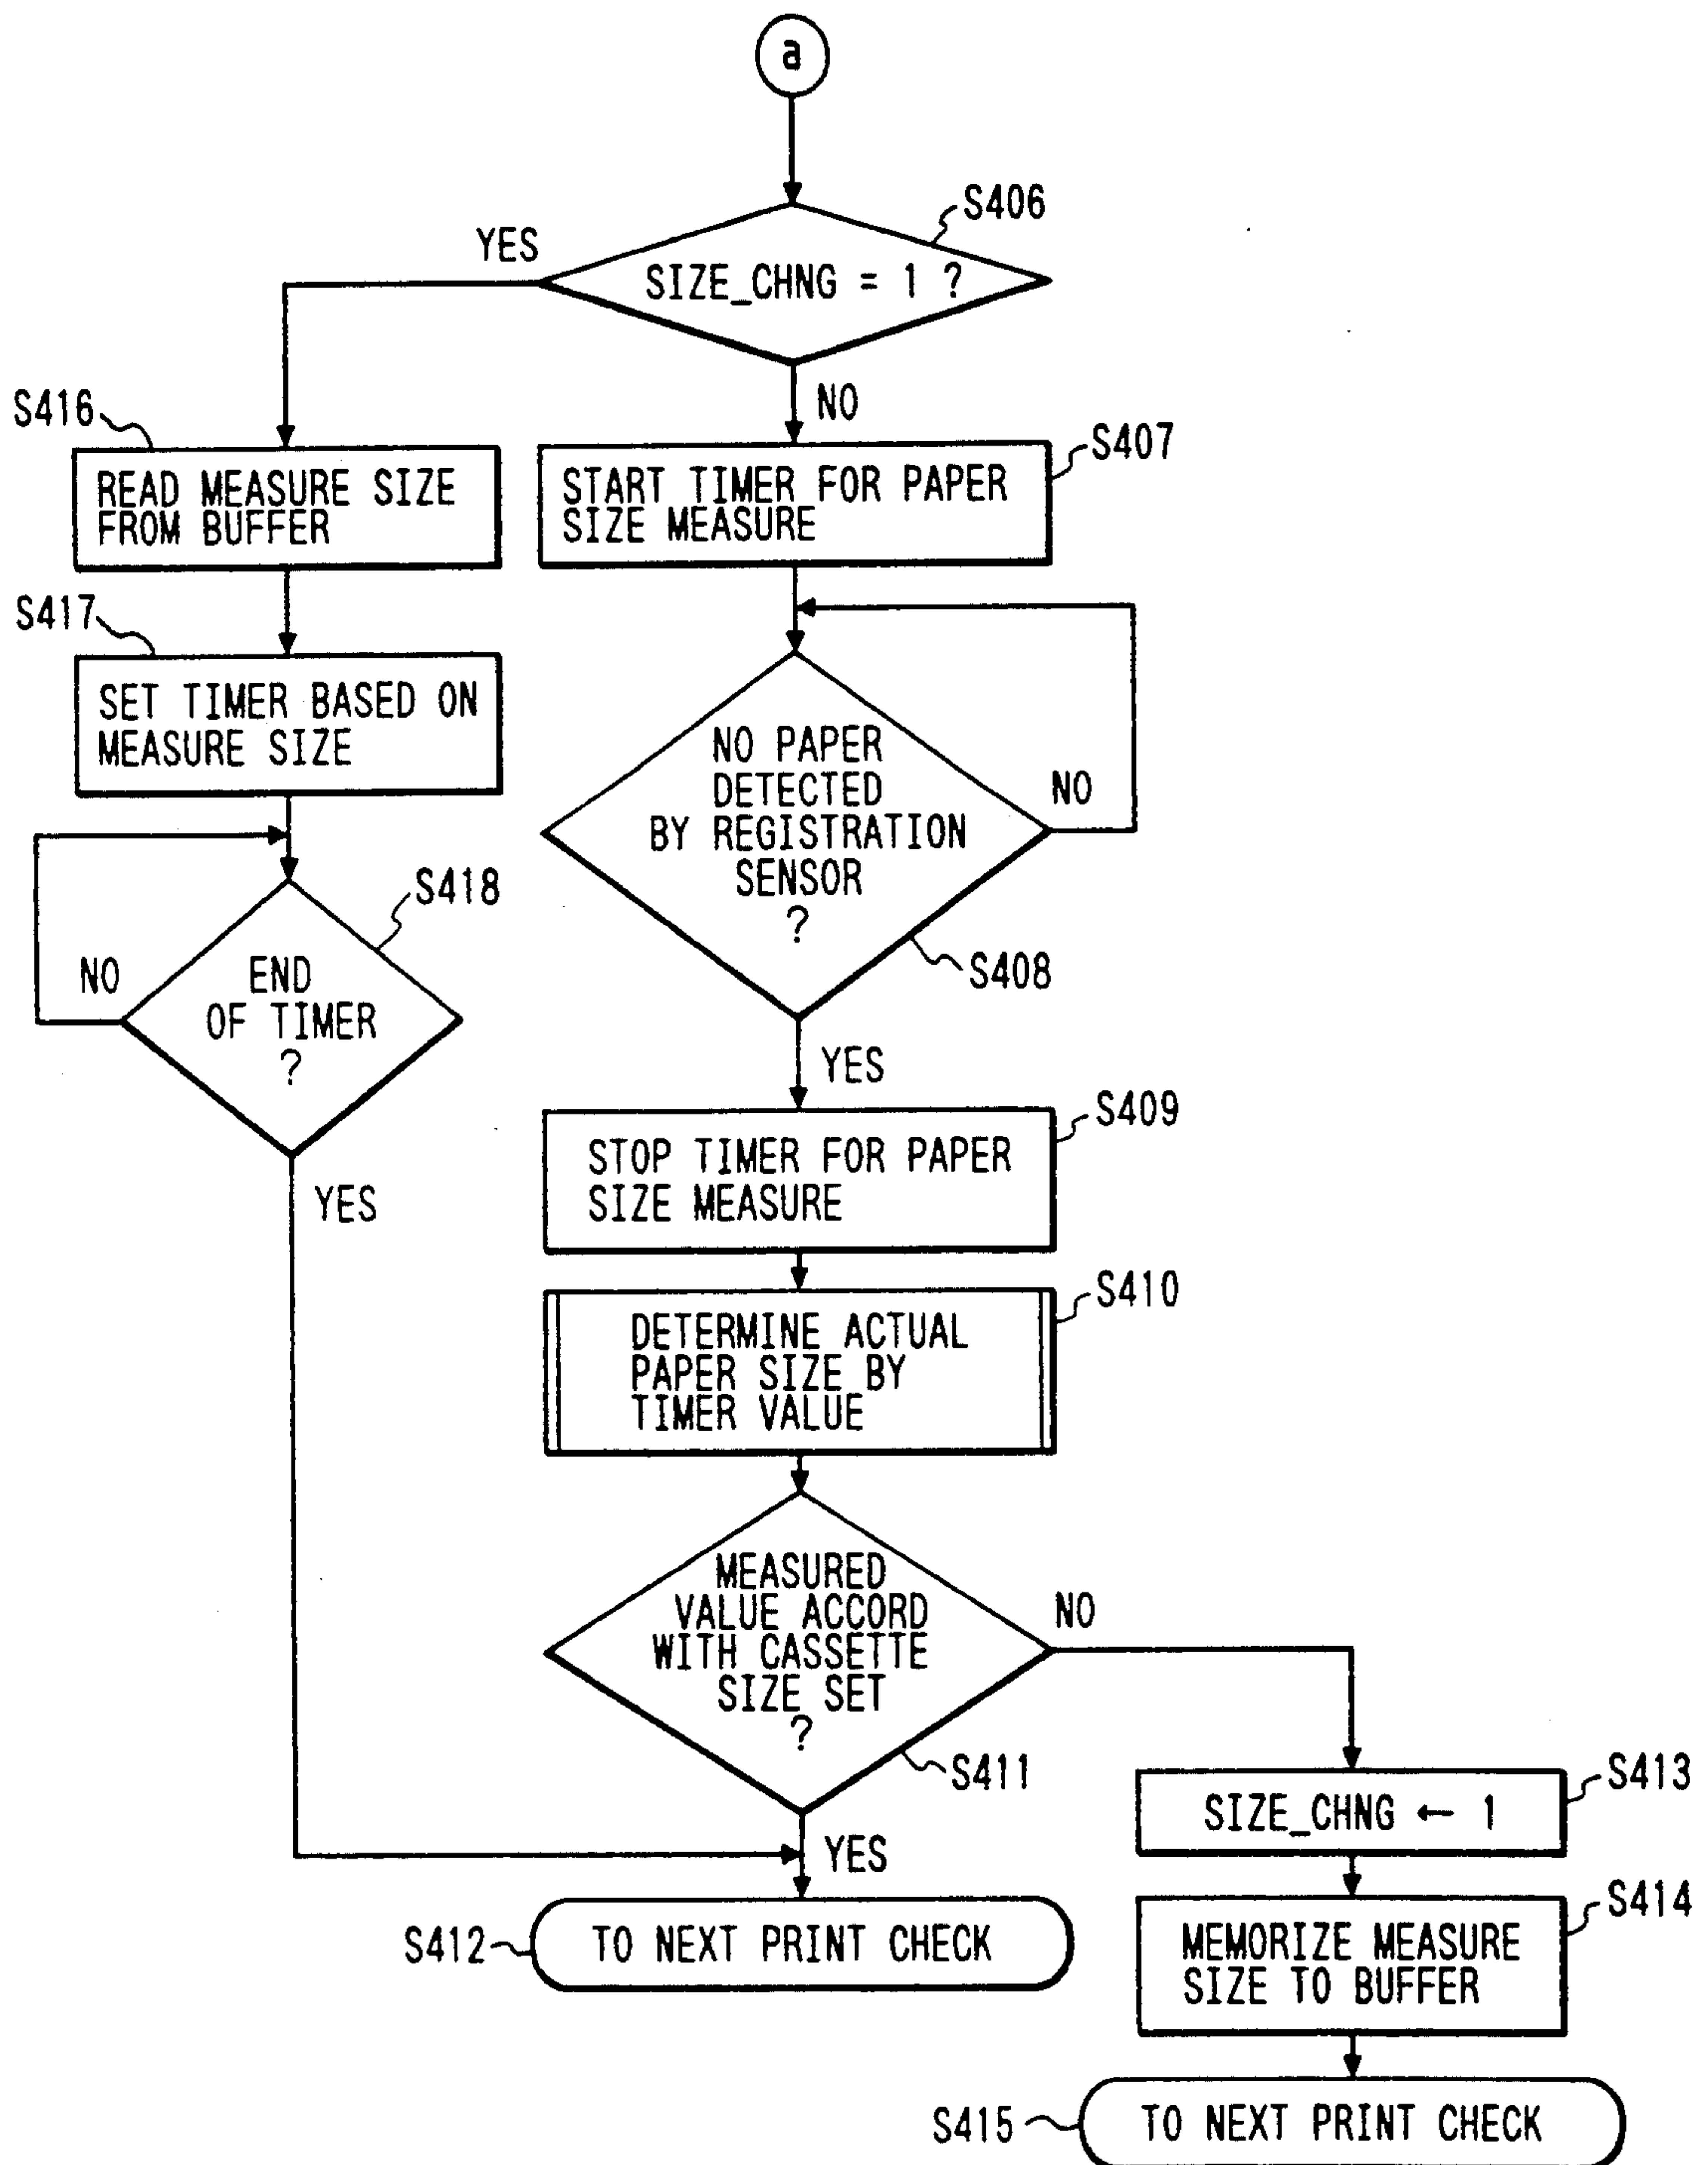 a
S406
YES
SIZE_CHNG = 1 ?
NO
S416
READ MEASURE SIZE
FROM BUFFER
S407
START TIMER FOR PAPER
SIZE MEASURE
S417
SET TIMER BASED ON
MEASURE SIZE
NO PAPER
DETECTED
BY REGISTRATION
SENSOR
?
NO
S408
YES
S418
END
OF TIMER
?
NO
YES
S409
STOP TIMER FOR PAPER
SIZE MEASURE
S410
DETERMINE ACTUAL
PAPER SIZE BY
TIMER VALUE
MEASURED
VALUE ACCORD
WITH CASSETTE
SIZE SET
?
NO
S411
YES
S412
TO NEXT PRINT CHECK
S413
SIZE_CHNG ← 1
S414
MEMORIZE MEASURE
SIZE TO BUFFER
S415
TO NEXT PRINT CHECK